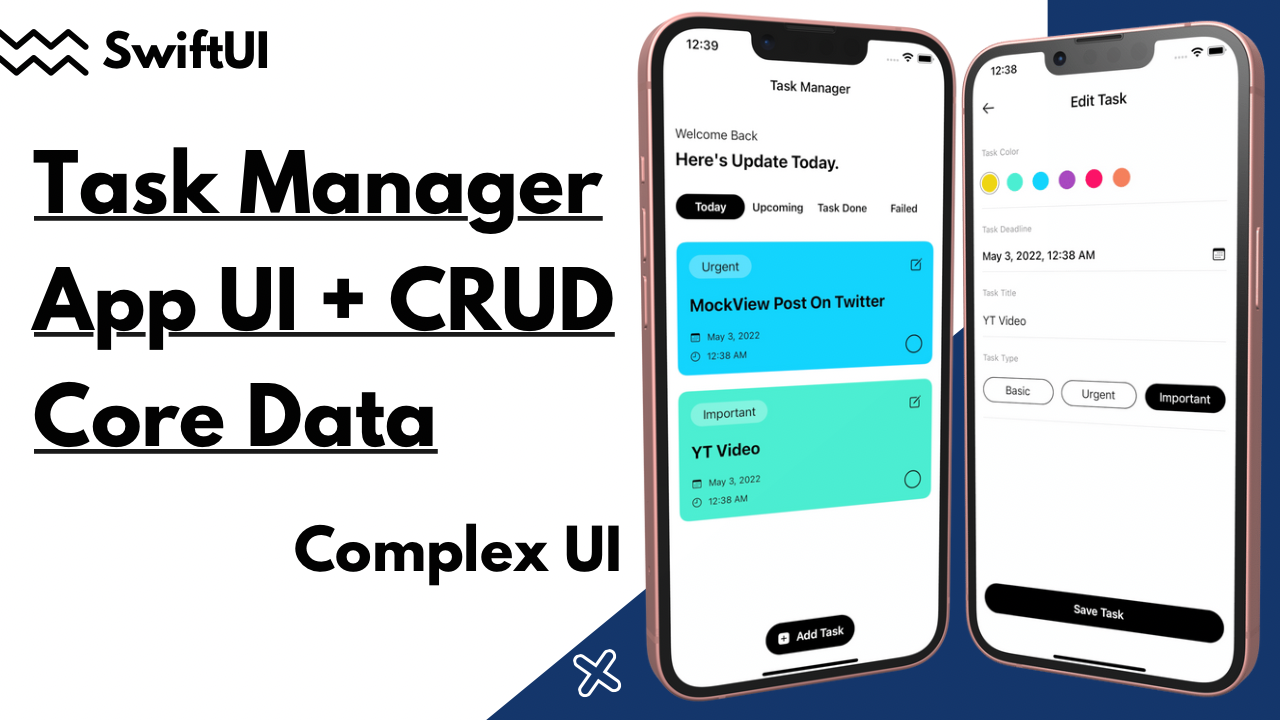 SwiftUI
Task Manager
App UI + CRUD
Core Data
Complex UI
12:39
Task Manager
Welcome Back
Here's Update Today.
Today Upcoming Task Done Failed
Urgent
MockView Post On Twitter
May 3, 2022
12:38 AM
Important
YT Video
May 3, 2022
12:38 AM
Add Task
12:38
Edit Task
Task Color
Task Deadline
May 3, 2022, 12:38 AM
Task Title
YT Video
Task Type
Basic Urgent Important
Save Task